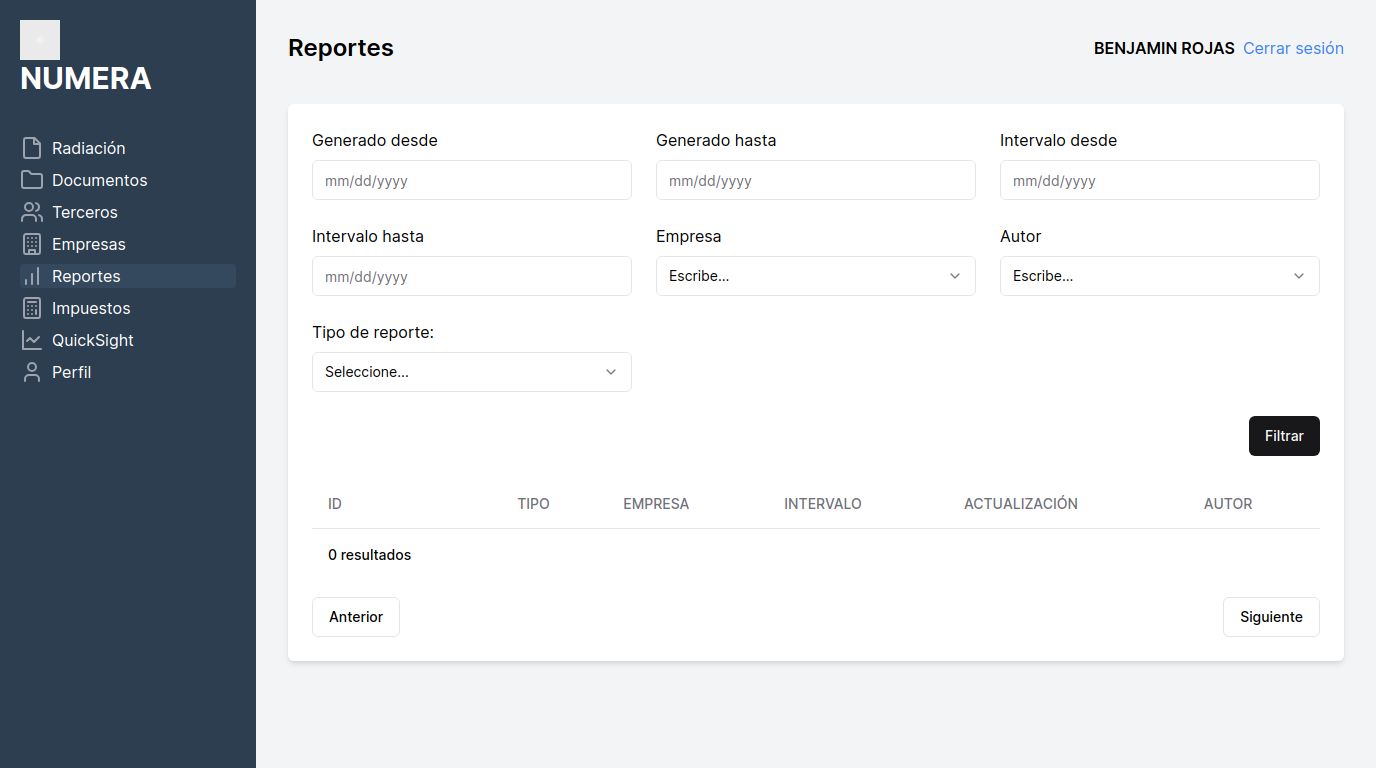 NUMERA
Radiación
Documentos
Terceros
Empresas
Reportes
Impuestos
QuickSight
Perfil
Reportes
BENJAMIN ROJAS Cerrar sesión
Generado desde
Generado hasta
Intervalo desde
mm/dd/yyyy
mm/dd/yyyy
mm/dd/yyyy
Intervalo hasta
Empresa
Autor
mm/dd/yyyy
Escribe...
Escribe...
Tipo de reporte:
Seleccione...
Filtrar
ID TIPO EMPRESA INTERVALO ACTUALIZACIÓN AUTOR
0 resultados
Anterior
Siguiente